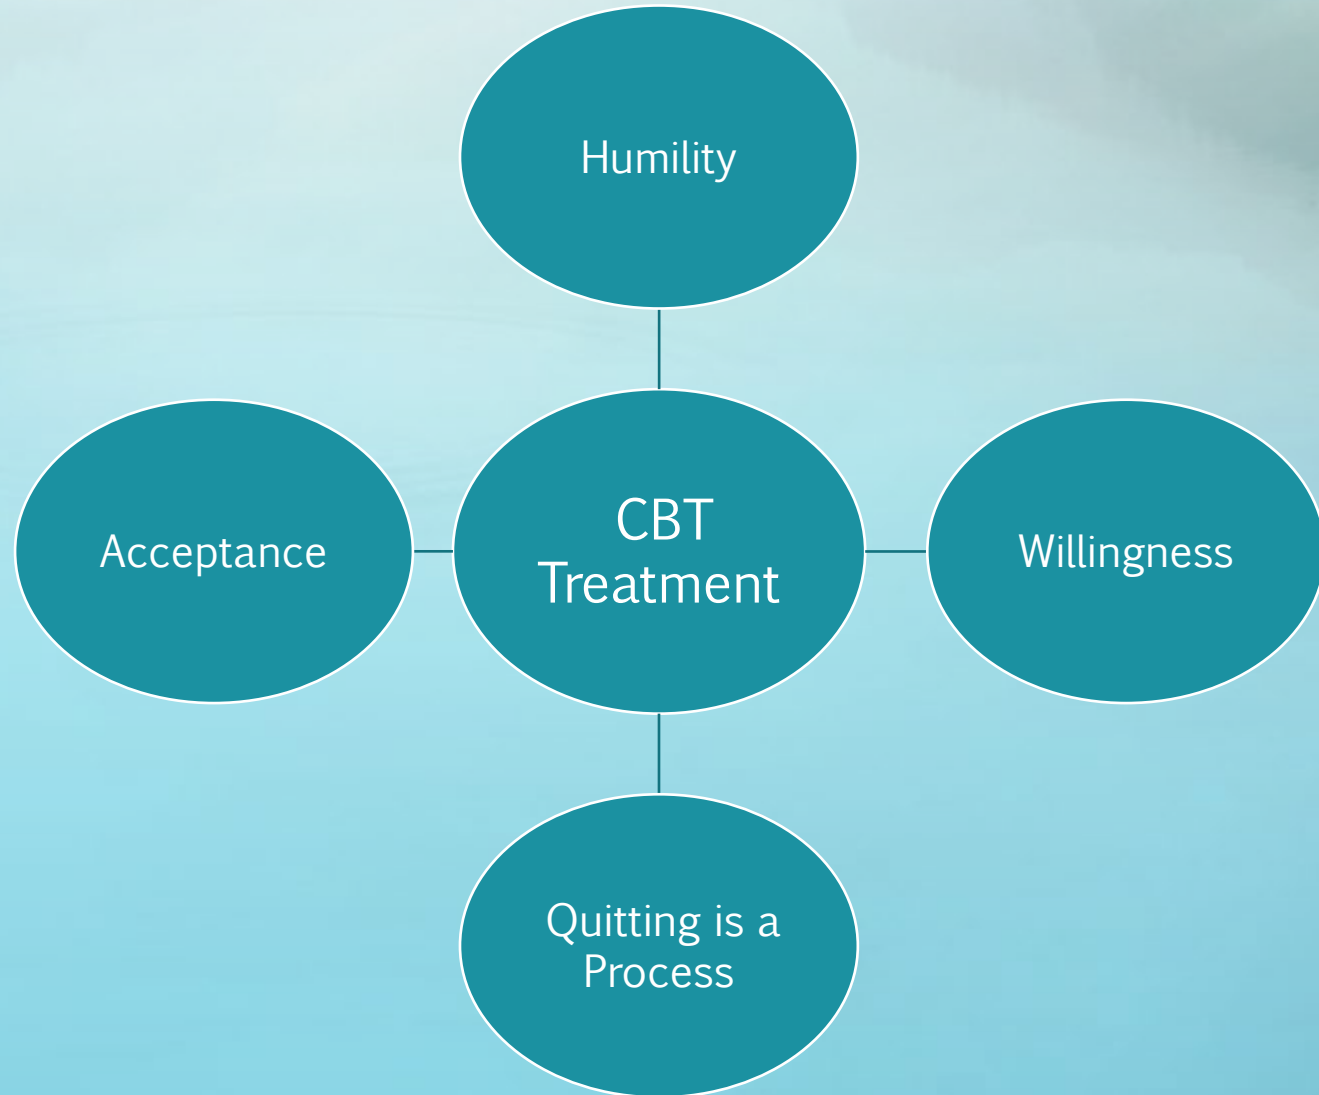 Humility
Acceptance
CBT
Treatment
Willingness
Quitting is a
Process